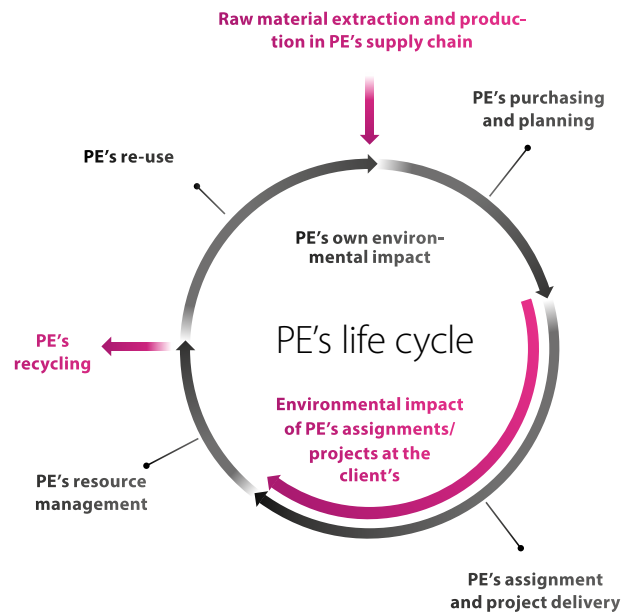 Raw material extraction and produc-
tion in PE’s supply chain
PE’s purchasing
and planning
PE’s re-use
PE’s own environ-
mental impact
PE’s life cycle
PE’s
recycling
Environmental impact
of PE’s assignments/
projects at the
client’s
PE’s resource
management
PE’s assignment
and project delivery